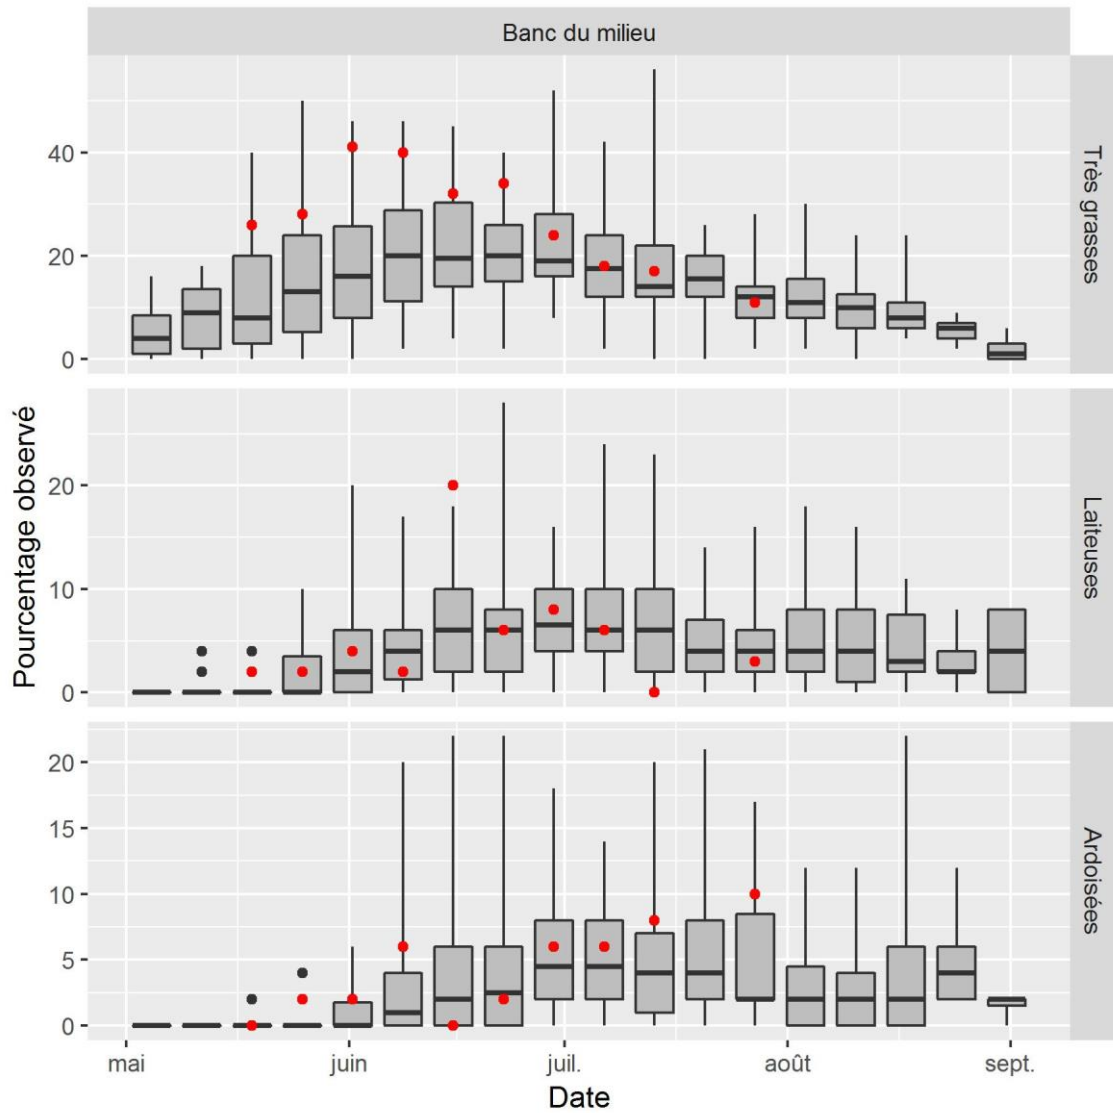 Banc du milieu
Pourcentage observé
40
20
0
Très grasses
20
10
0
Laiteuses
20
15
10
5
0
Ardoisées
mai juin juil. août sept.
Date